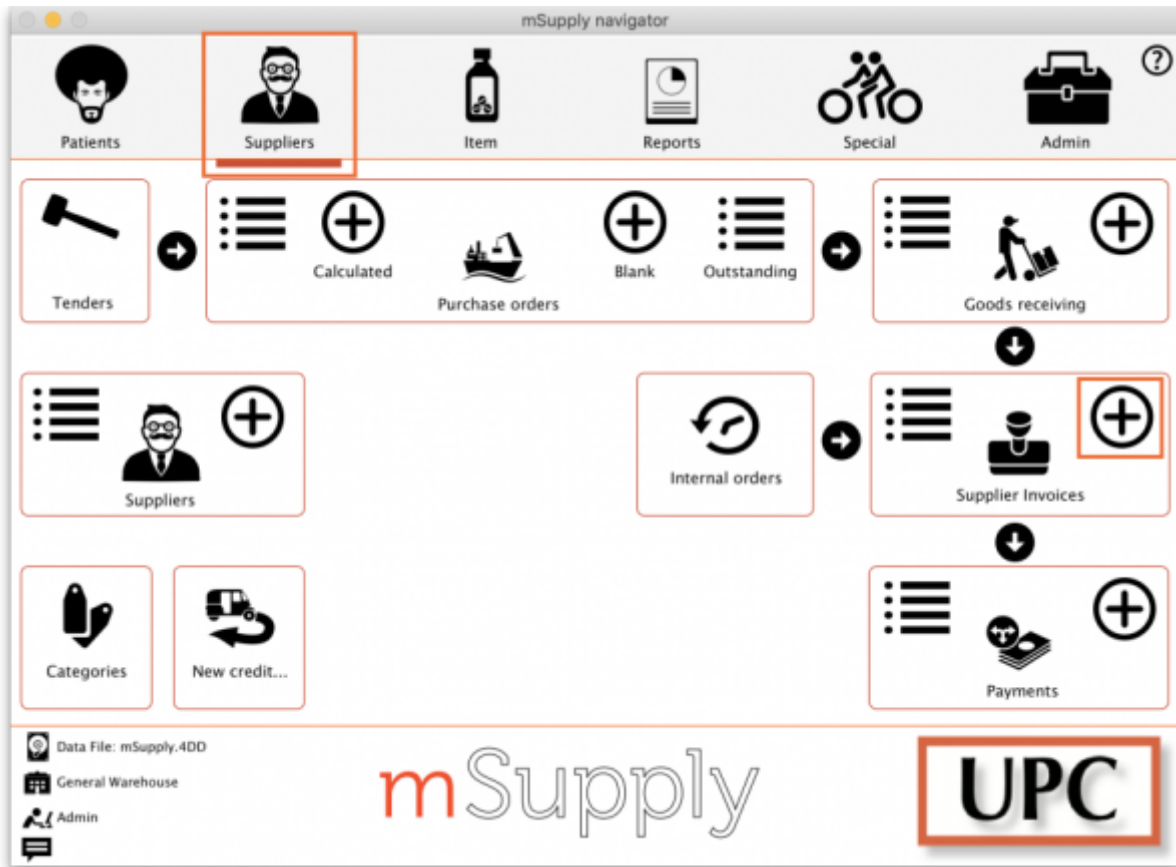 mSupply navigator
?
Patients
Suppliers
Item
Reports
Special
Admin
Calculated
Blank
Outstanding
Tenders
Purchase orders
Goods receiving
Suppliers
Internal orders
Supplier Invoices
Categories
New credit...
Payments
Data File: mSupply.4DD
General Warehouse
Admin
mSupply
UPC